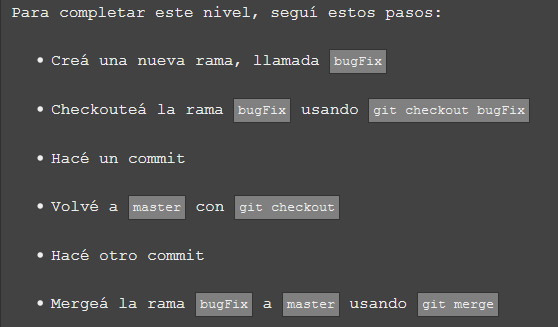 Para completar este nivel, seguí estos pasos:
• Creá una nueva rama, llamada bugFix
• Checkouteá la rama bugFix usando git checkout bugFix
• Hacé un commit
• Volvé a master con git checkout
• Hacé otro commit
• Mergeá la rama bugFix a master usando git merge